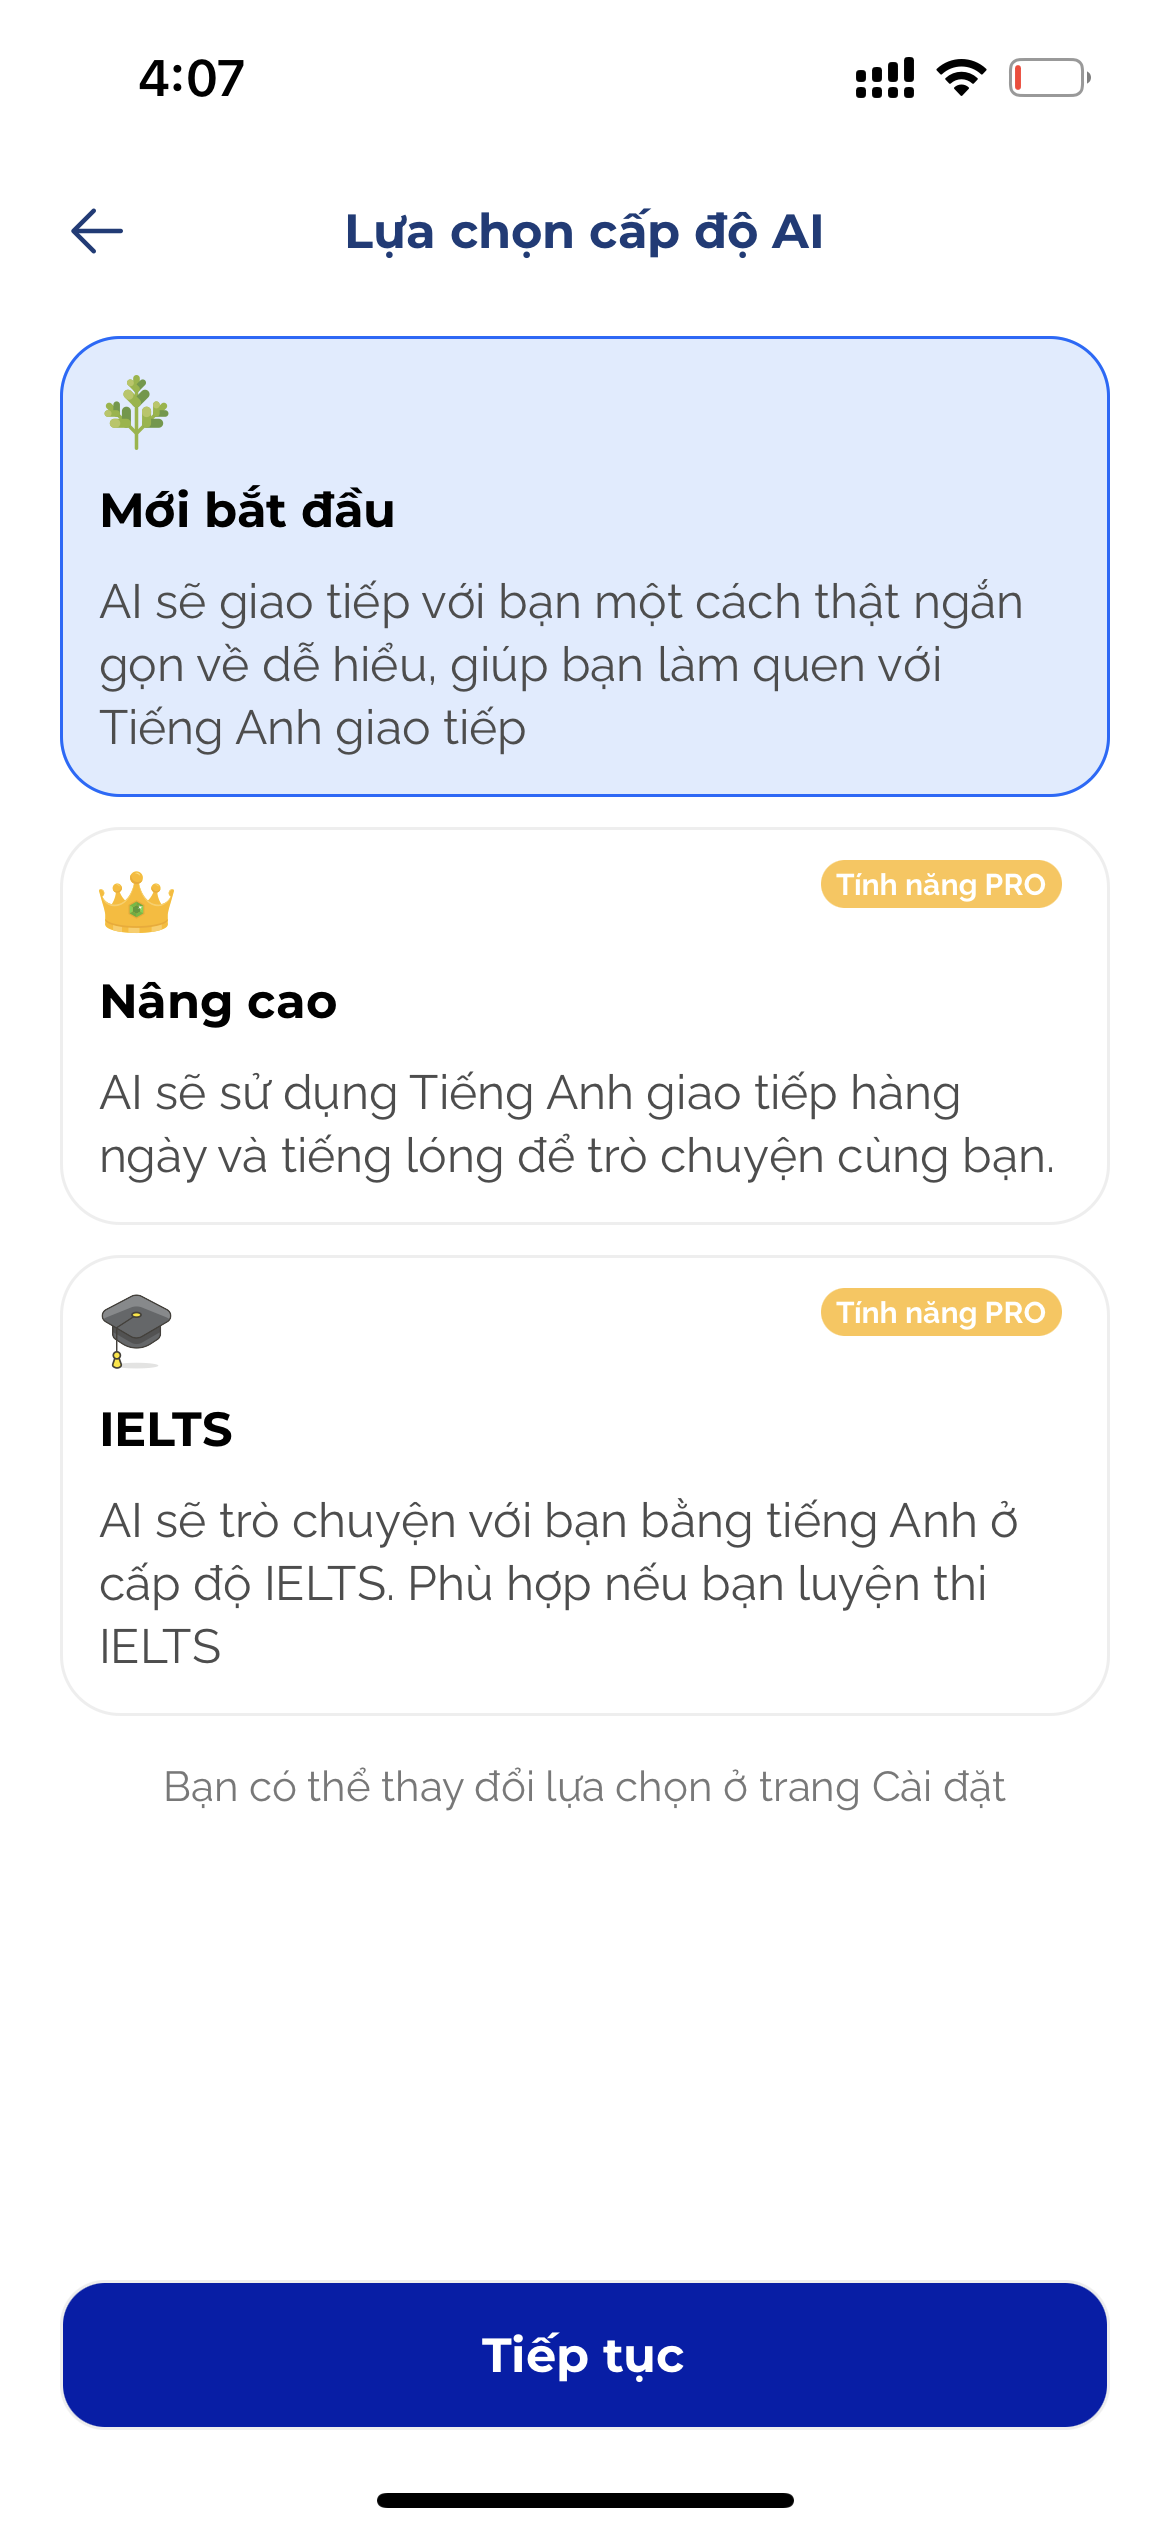 4:07
Lựa chọn cấp độ AI
Mới bắt đầu
AI sẽ giao tiếp với bạn một cách thật ngắn
gọn về dễ hiểu, giúp bạn làm quen với
Tiếng Anh giao tiếp
Tính năng PRO
Nâng cao
AI sẽ sử dụng Tiếng Anh giao tiếp hàng
ngày và tiếng lóng để trò chuyện cùng bạn.
Tính năng PRO
IELTS
AI sẽ trò chuyện với bạn bằng tiếng Anh ở
cấp độ IELTS. Phù hợp nếu bạn luyện thi
IELTS
Bạn có thể thay đổi lựa chọn ở trang Cài đặt
Tiếp tục